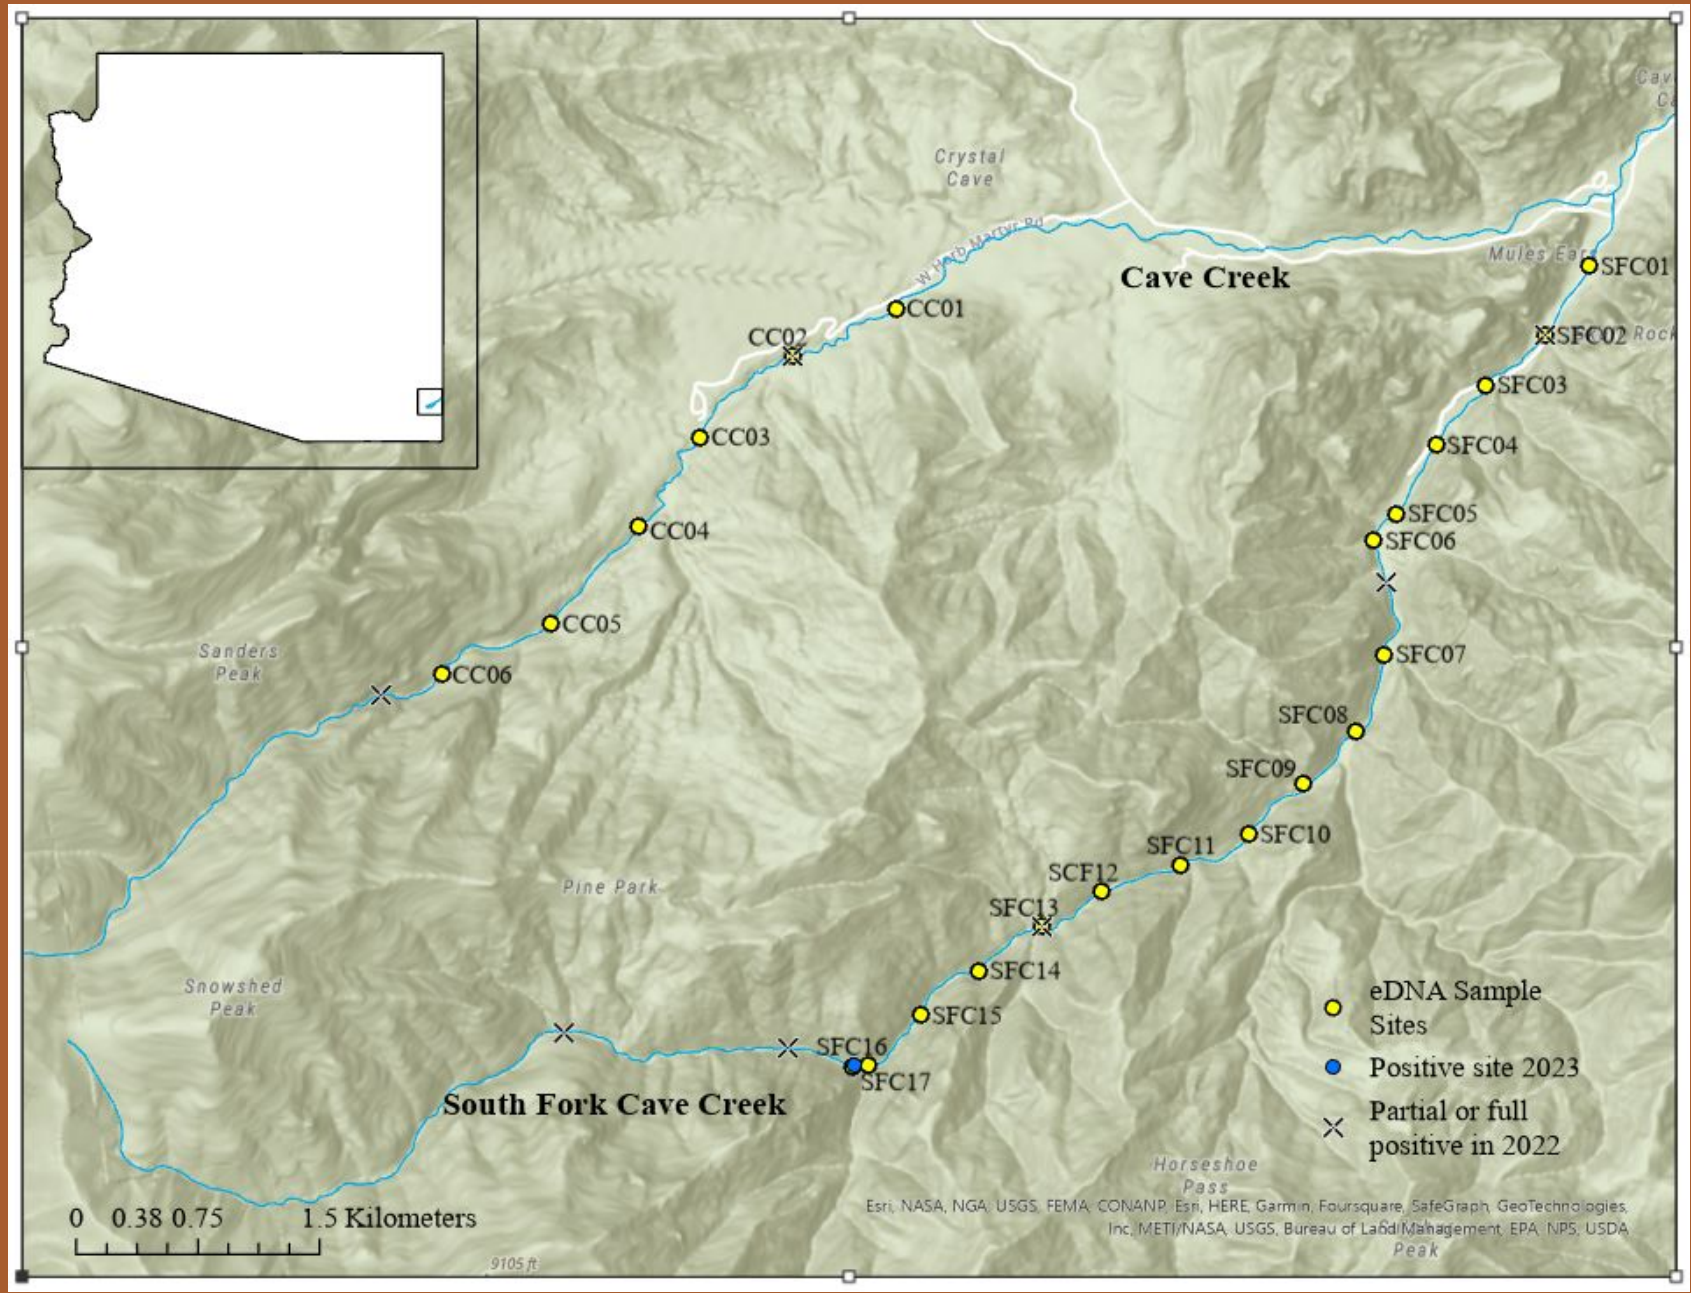 Crystal
Cave
W Herb Martyr Rd
Cave Creek
Mules Ears
SFC01
SFC02
Rock
SFC03
SFC04
SFC05
SFC06
SFC07
SFC08
SFC09
SFC10
SFC11
SCF12
SFC13
SFC14
SFC15
SFC16
SFC17
CC01
CC02
CC03
CC04
CC05
CC06
Sanders
Peak
Pine Park
Snowshed
Peak
South Fork Cave Creek
eDNA Sample
Sites
Positive site 2023
Partial or full
positive in 2022
Horseshoe
Pass
Esri, NASA, NGA, USGS, FEMA, CONANP, Esri, HERE, Garmin, Foursquare, SafeGraph, GeoTechnologies,
Inc, METI/NASA, USGS, Bureau of Land Management, EPA, NPS, USDA
Peak
0 0.38 0.75 1.5 Kilometers
9105 ft